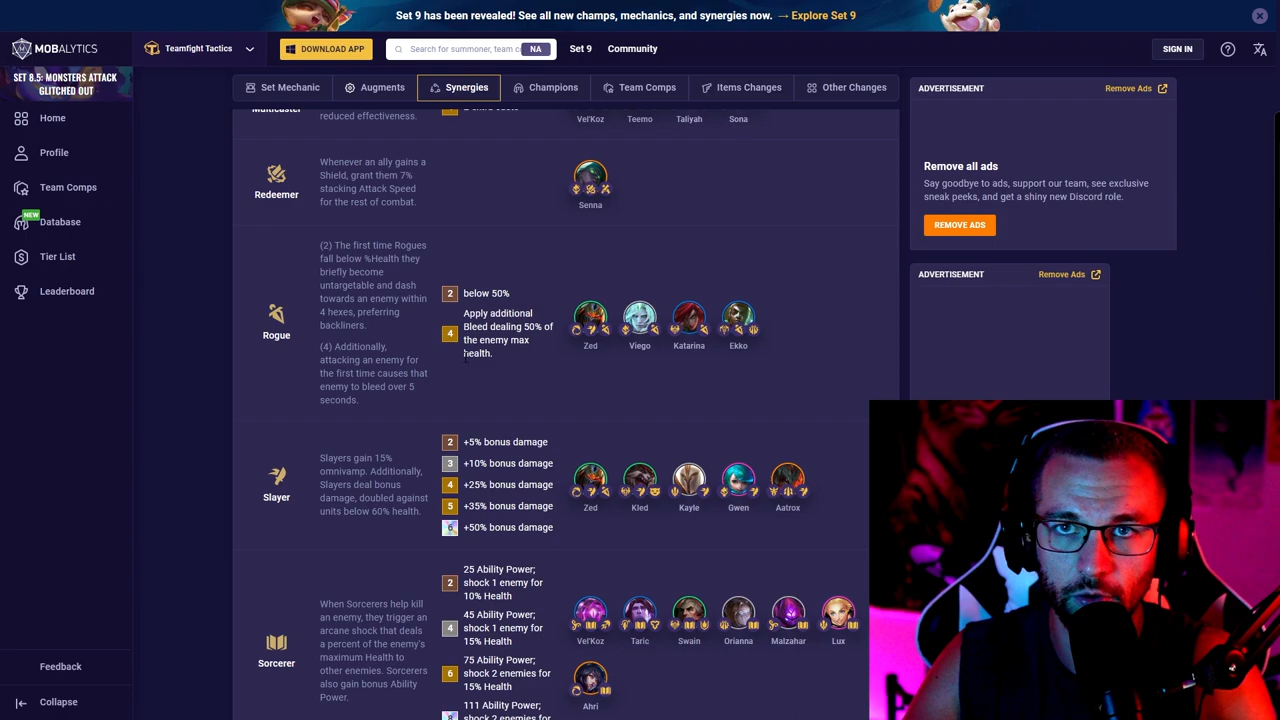 Set 9 has been revealed! See all new champs, mechanics, and synergies now. → Explore Set 9
MOBALYTICS
Teamfight Tactics
DOWNLOAD APP
Search for summoner, team o
NA
Set 9
Community
SIGN IN
SET 8.5: MONSTERS ATTACK
GLITCHED OUT
Home
Profile
Team Comps
NEW
Database
Tier List
Leaderboard
Feedback
Collapse
Set Mechanic
Augments
Synergies
Champions
Team Comps
Items Changes
Other Changes
Multicaster
reduced effectiveness.
Vel'Koz
Teemo
Taliyah
Sona
Redeemer
Whenever an ally gains a
Shield, grant them 7%
stacking Attack Speed
for the rest of combat.
Senna
Rogue
(2) The first time Rogues
fall below %Health they
briefly become
untargetable and dash
towards an enemy within
4 hexes, preferring
backliners.
(4) Additionally,
attacking an enemy for
the first time causes that
enemy to bleed over 5
seconds.
2 below 50%
4 Apply additional
Bleed dealing 50% of
the enemy max
health.
Zed
Viego
Katarina
Ekko
Slayer
Slayers gain 15%
omnivamp. Additionally,
Slayers deal bonus
damage, doubled against
units below 60% health.
2 +5% bonus damage
3 +10% bonus damage
4 +25% bonus damage
5 +35% bonus damage
6 +50% bonus damage
Zed
Kled
Kayle
Gwen
Aatrox
Sorcerer
When Sorcerers help kill
an enemy, they trigger an
arcane shock that deals
a percent of the enemy's
maximum Health to
other enemies. Sorcerers
also gain bonus Ability
Power.
2 25 Ability Power;
shock 1 enemy for
10% Health
4 45 Ability Power;
shock 1 enemy for
15% Health
6 75 Ability Power;
shock 2 enemies for
15% Health
8 111 Ability Power;
shock 2 enemies for
Vel'Koz
Taric
Swain
Orianna
Malzahar
Lux
Ahri
ADVERTISEMENT
Remove Ads
Remove all ads
Say goodbye to ads, support our team, see exclusive
sneak peeks, and get a shiny new Discord role.
REMOVE ADS
ADVERTISEMENT
Remove Ads